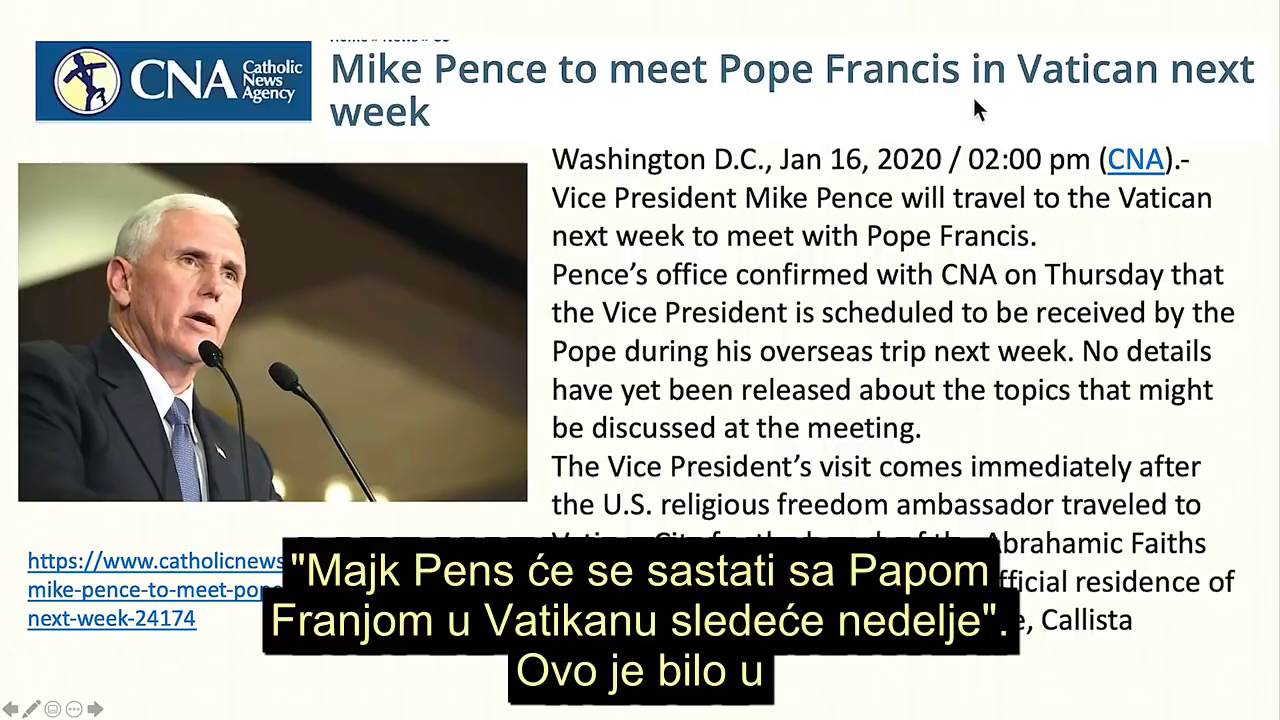 CNA Catholic
News
Agency
Mike Pence to meet Pope Francis in Vatican next
week
Washington D.C., Jan 16, 2020 / 02:00 pm (CNA).-
Vice President Mike Pence will travel to the Vatican
next week to meet with Pope Francis.
Pence’s office confirmed with CNA on Thursday that
the Vice President is scheduled to be received by the
Pope during his overseas trip next week. No details
have yet been released about the topics that might
be discussed at the meeting.
The Vice President’s visit comes immediately after
the U.S. religious freedom ambassador traveled to
Abrahamic Faiths
residence of
Callista
https://www.catholicnews
mike-pence-to-meet-pop
next-week-24174
"Majk Pens će se sastati sa Papom
Franjom u Vatikanu sledeće nedelje".
Ovo je bilo u